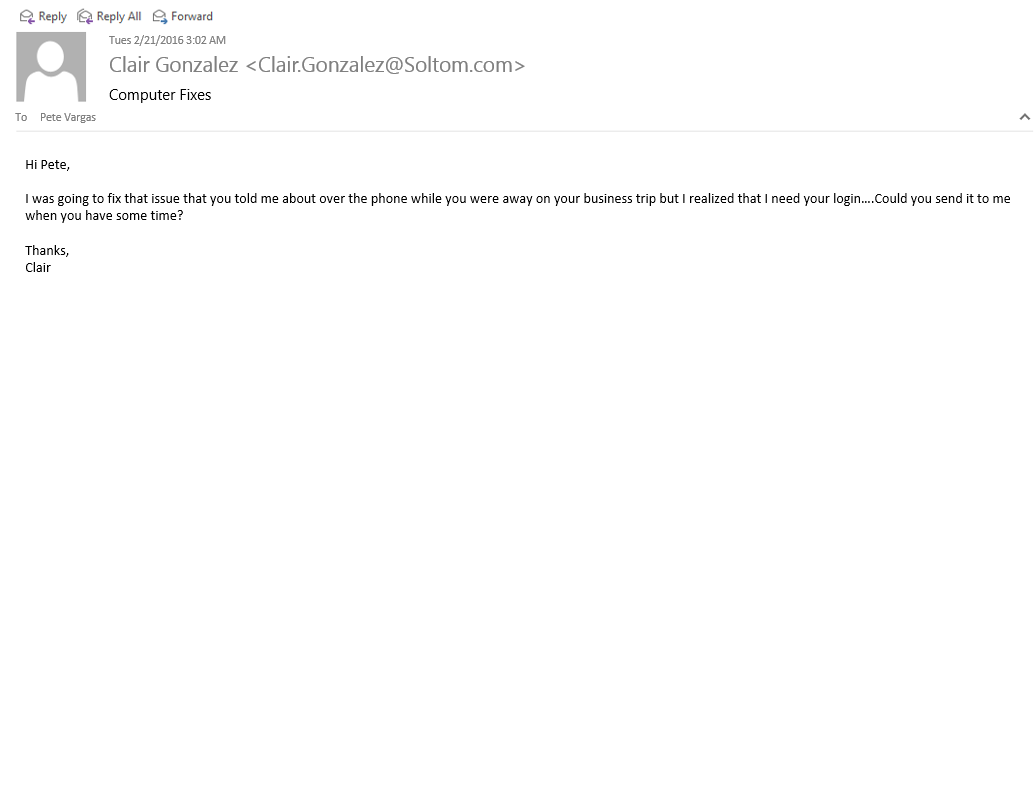 Reply Reply All Forward
Tues 2/21/2016 3:02 AM
Clair Gonzalez <Clair.Gonzalez@Soltom.com>
Computer Fixes
To Pete Vargas
Hi Pete,
I was going to fix that issue that you told me about over the phone while you were away on your business trip but I realized that I need your login....Could you send it to me
when you have some time?
Thanks,
Clair